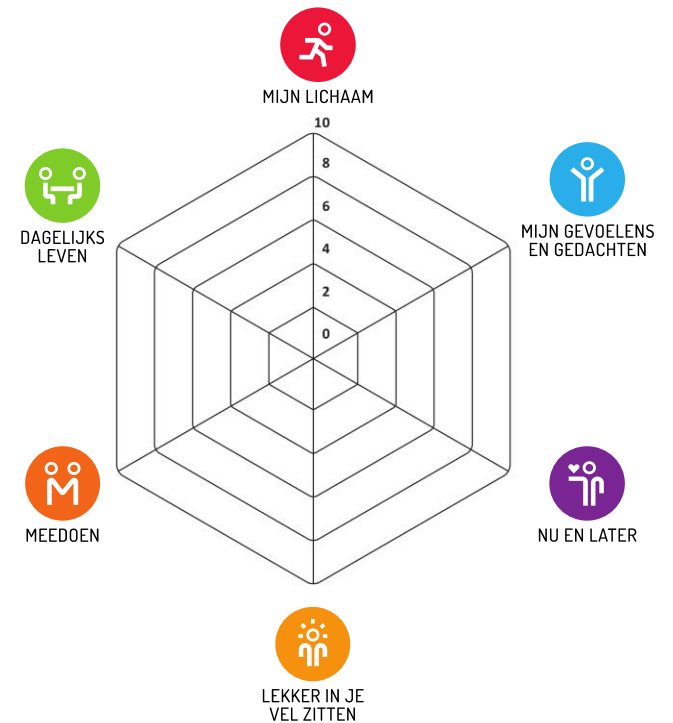 MIJN LICHAAM
10
8
6
4
2
0
MIJN GEVOELENS
EN GEDACHTEN
NU EN LATER
LEKKER IN JE
VEL ZITTEN
MEEDOEN
DAGELIJKS
LEVEN